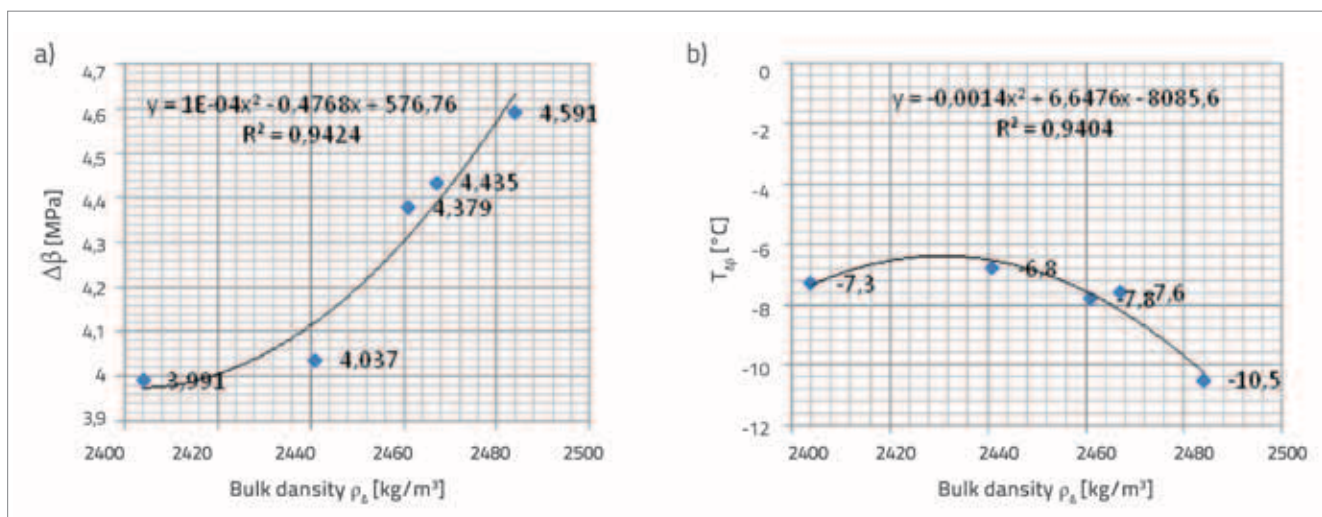 a)
4,7
4,6
4,5
4,4
4,3
4,2
4,1
4
3,9
Δβ [MPa]
y = 1E-04x² - 0,4768x + 576,76
R² = 0,9424
4,591
4,435
4,379
4,037
3,991
2400 2420 2440 2460 2480 2500
Bulk dansity ρ [kg/m³]
b)
0
-2
-4
-6
-8
-10
-12
T [°C]
y = -0,0014x² + 6,6476x - 8085,6
R² = 0,9404
-7,3
-6,8
-7,8
-7,6
-10,5
2400 2420 2440 2460 2480 2500
Bulk dansity ρ [kg/m³]